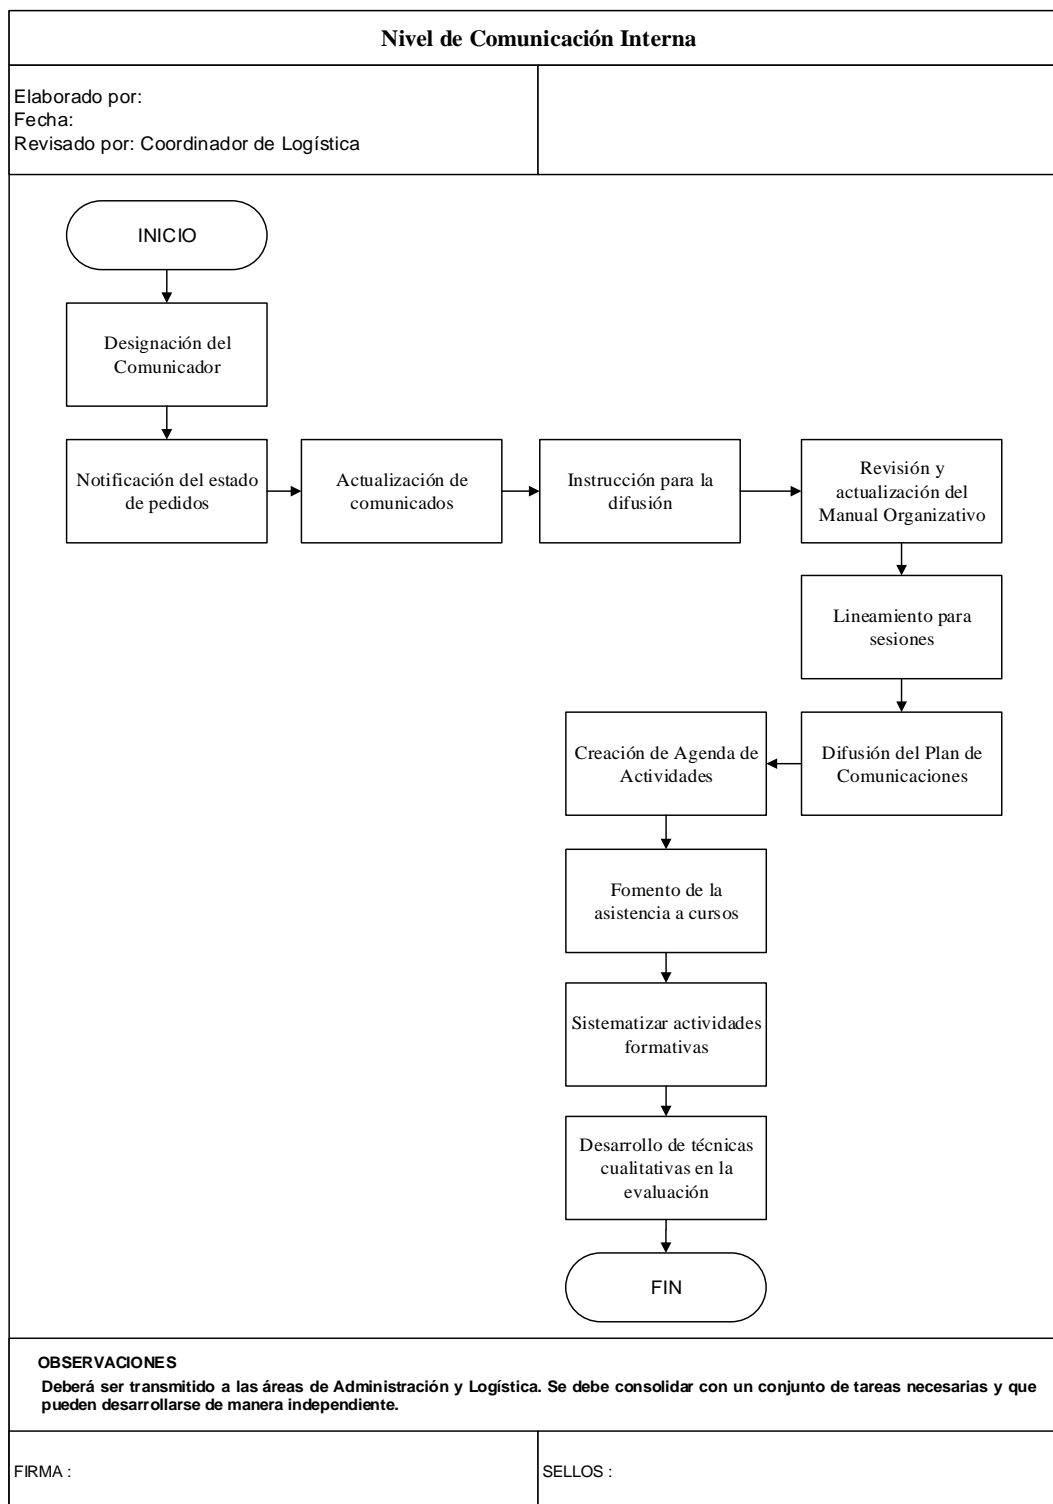 Nivel de Comunicación Interna
Elaborado por:
Fecha:
Revisado por: Coordinador de Logística
INICIO
Designación del
Comunicador
Notificación del estado
de pedidos
Actualización de
comunicados
Instrucción para la
difusión
Revisión y
actualización del
Manual Organizativo
Lineamiento para
sesiones
Difusión del Plan de
Comunicaciones
Creación de Agenda de
Actividades
Fomento de la
asistencia a cursos
Sistematizar actividades
formativas
Desarrollo de técnicas
cualitativas en la
evaluación
FIN
OBSERVACIONES
Deberá ser transmitido a las áreas de Administración y Logística. Se debe consolidar con un conjunto de tareas necesarias y que
pueden desarrollarse de manera independiente.
FIRMA :
SELLOS :